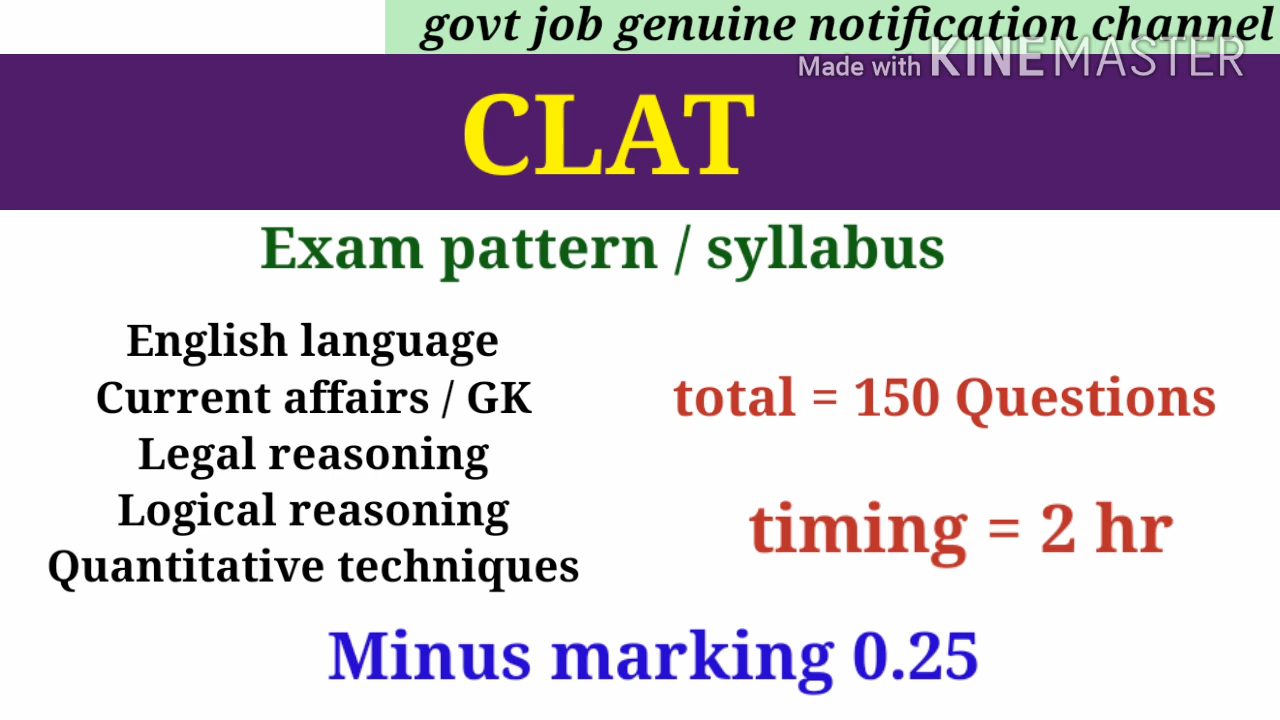 govt job genuine notification channel
Made with KINEMASTER
CLAT
Exam pattern / syllabus
English language
Current affairs / GK
Legal reasoning
Logical reasoning
Quantitative techniques
total = 150 Questions
timing = 2 hr
Minus marking 0.25